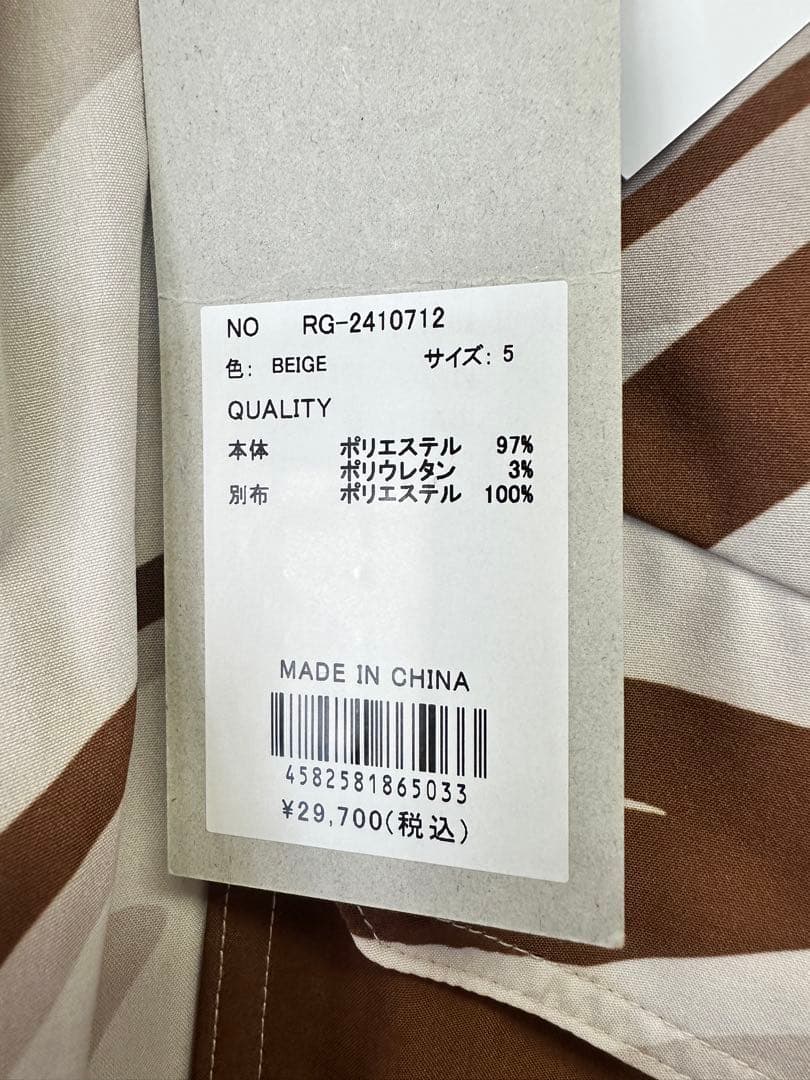 NO RG-2410712
色: BEIGE サイズ: 5
QUALITY
本体 ポリエステル 97%
ポリウレタン 3%
別布 ポリエステル 100%
MADE IN CHINA
4582581865033
¥29,700(税込)